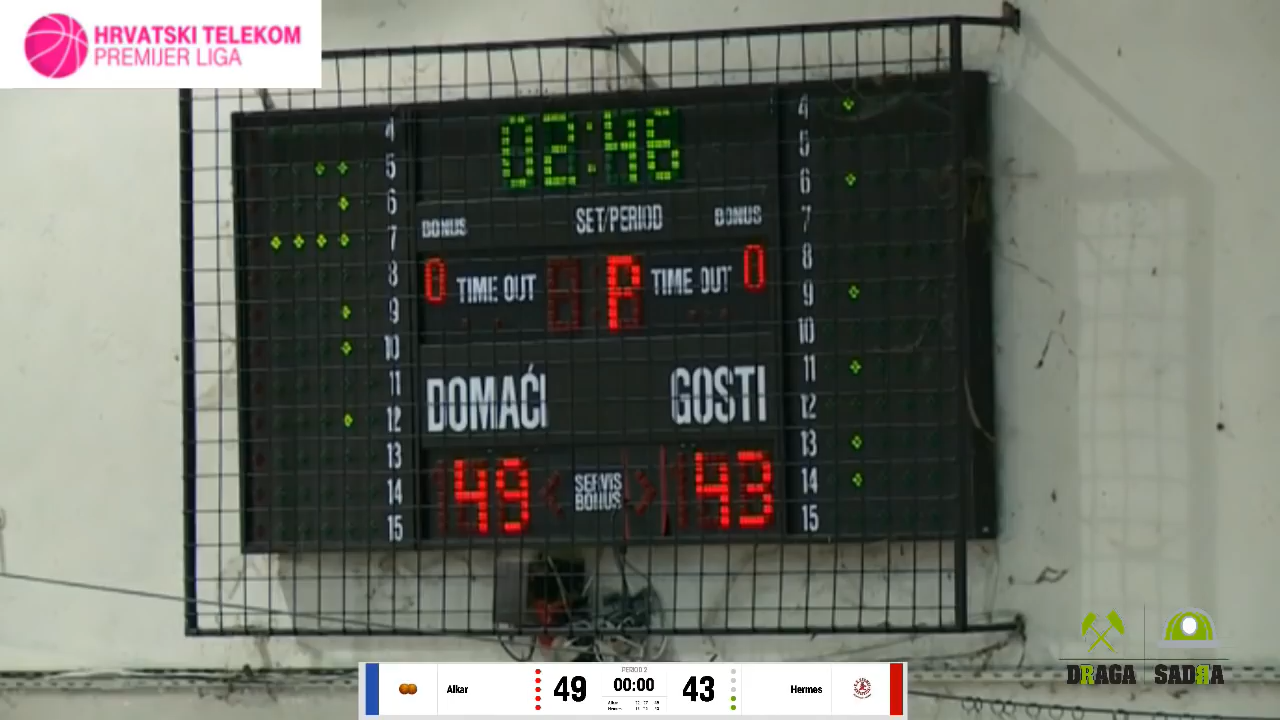 HRVATSKI TELEKOM
PREMIJER LIGA
02:46
BONUS SET/PERIOD BONUS
0 TIME OUT P TIME OUT 0
DOMAĆI GOSTI
49 SERVIS BONUS 43
4
5
6
7
8
9
10
11
12
13
14
15
4
5
6
7
8
9
10
11
12
13
14
15
DRAGA SADRA
PERIOD 2
Alkar 49 00:00 43 Hermes